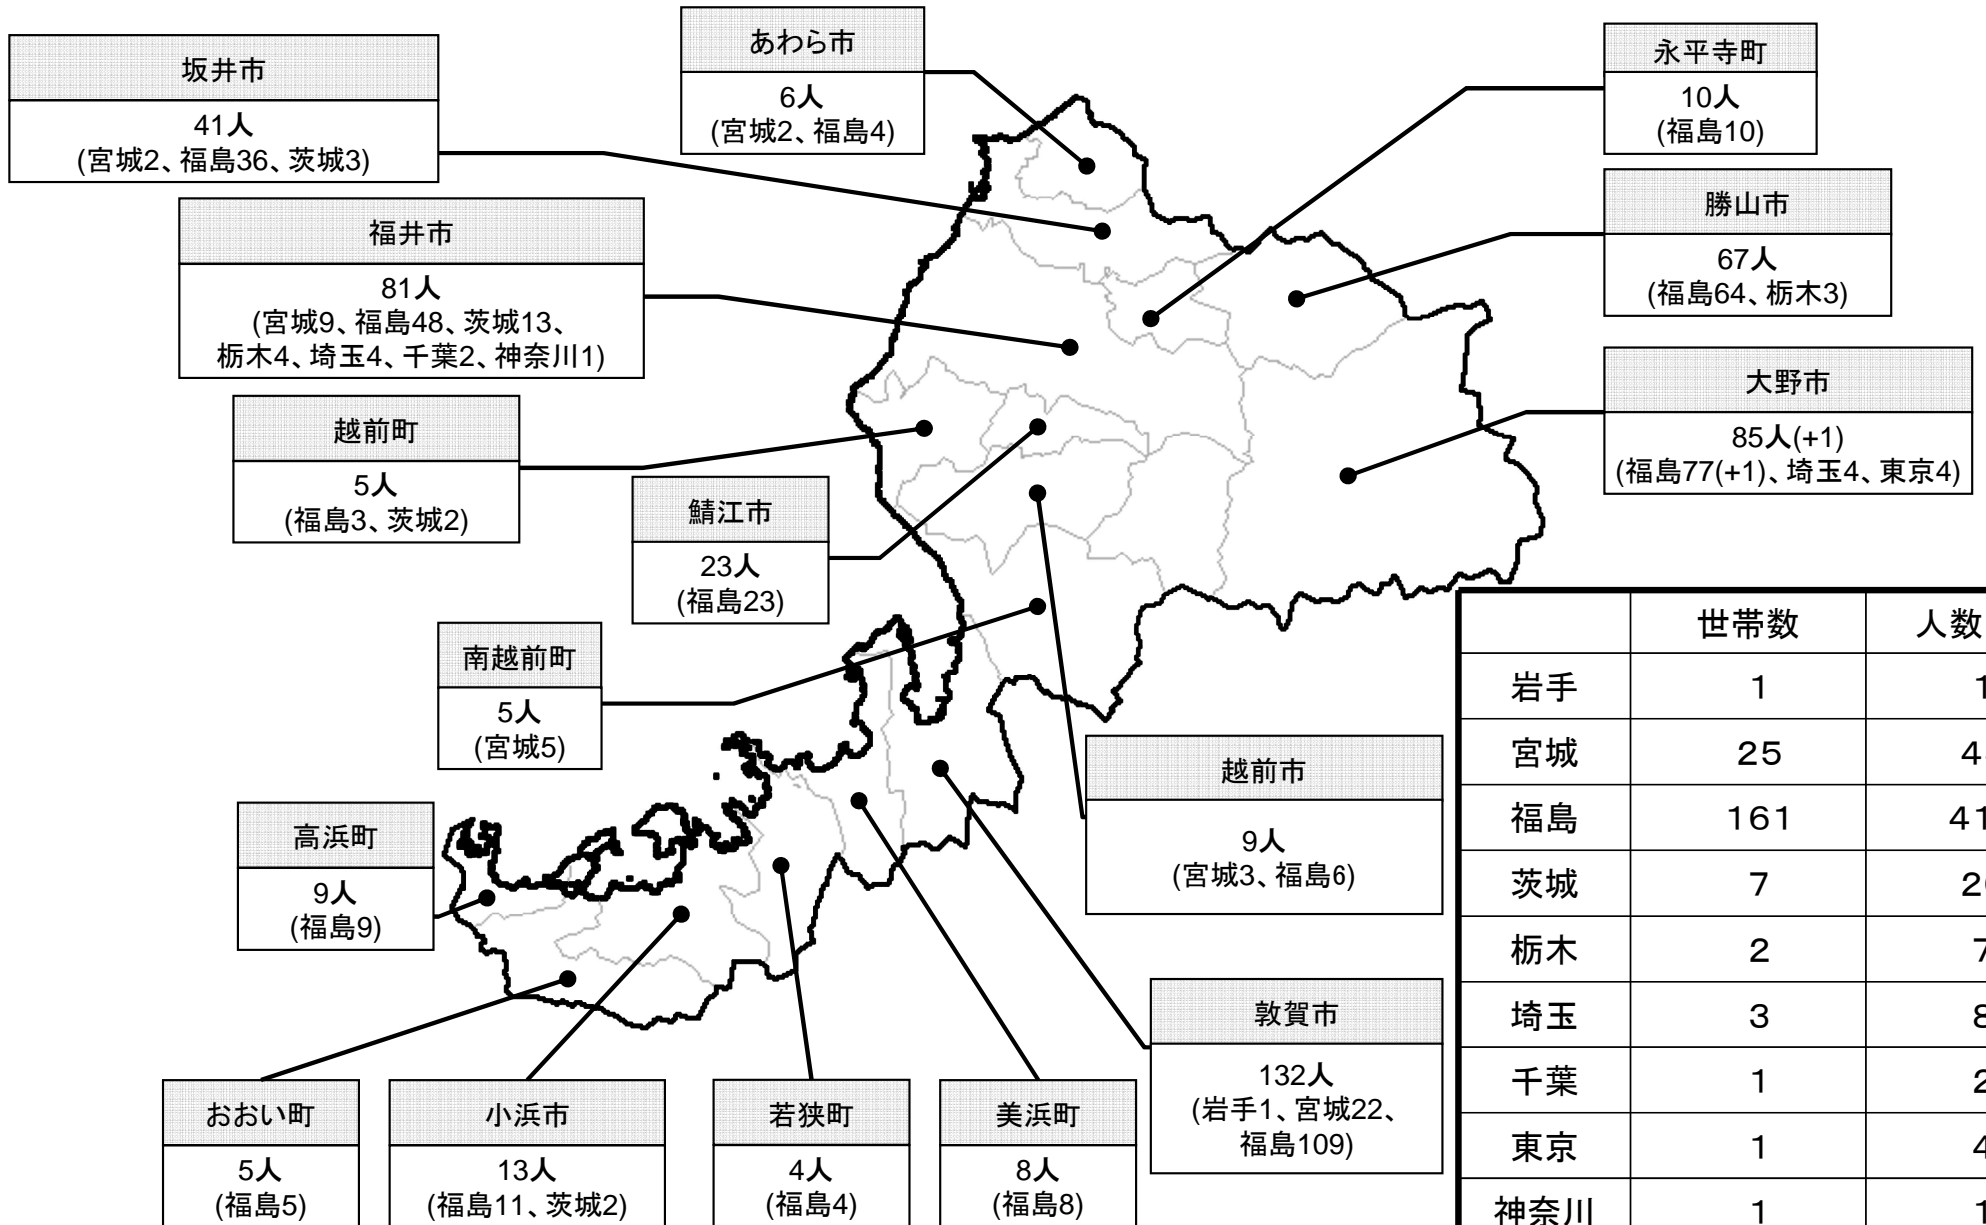 坂井市
41人
(宮城2、福島36、茨城3)
あわら市
6人
(宮城2、福島4)
永平寺町
10人
(福島10)
福井市
81人
(宮城9、福島48、茨城13、
栃木4、埼玉4、千葉2、神奈川1)
勝山市
67人
(福島64、栃木3)
越前町
5人
(福島3、茨城2)
鯖江市
23人
(福島23)
大野市
85人(+1)
(福島77(+1)、埼玉4、東京4)
南越前町
5人
(宮城5)
越前市
9人
(宮城3、福島6)
高浜町
9人
(福島9)
敦賀市
132人
(岩手1、宮城22、
福島109)
おおい町
5人
(福島5)
小浜市
13人
(福島11、茨城2)
若狭町
4人
(福島4)
美浜町
8人
(福島8)
世帯数 人数
岩手 1 1
宮城 25 4
福島 161 41
茨城 7 2
栃木 2 7
埼玉 3 8
千葉 1 2
東京 1 4
神奈川 1 1